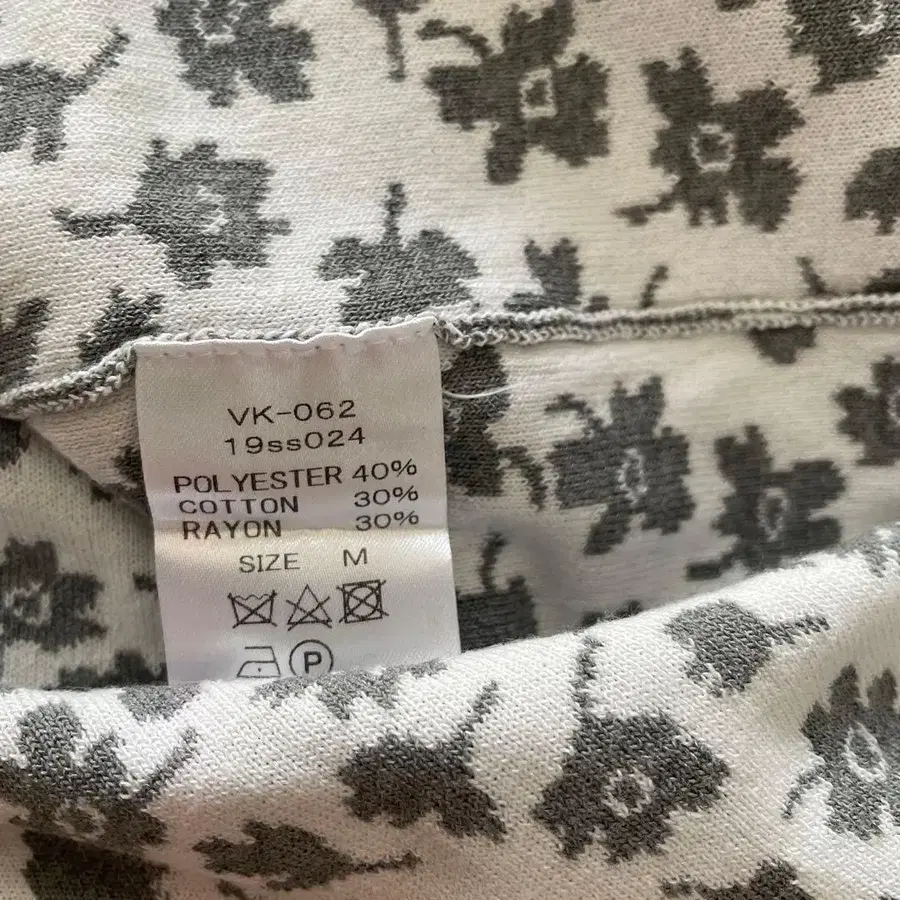 VK-062
19ss024
POLYESTER 40%
COTTON 30%
RAYON 30%
SIZE M
P